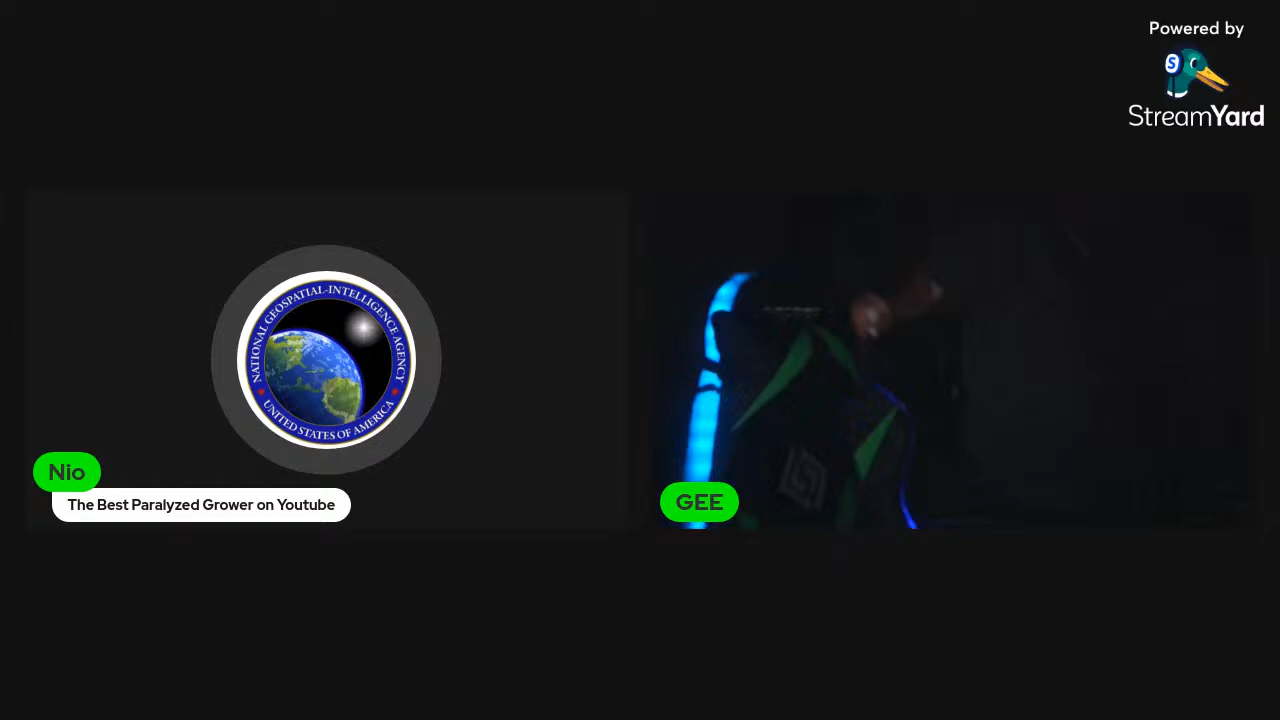 Powered by
S
StreamYard
NATIONAL GEOSPATIAL-INTELLIGENCE AGENCY
UNITED STATES OF AMERICA
Nio
The Best Paralyzed Grower on Youtube
GEE